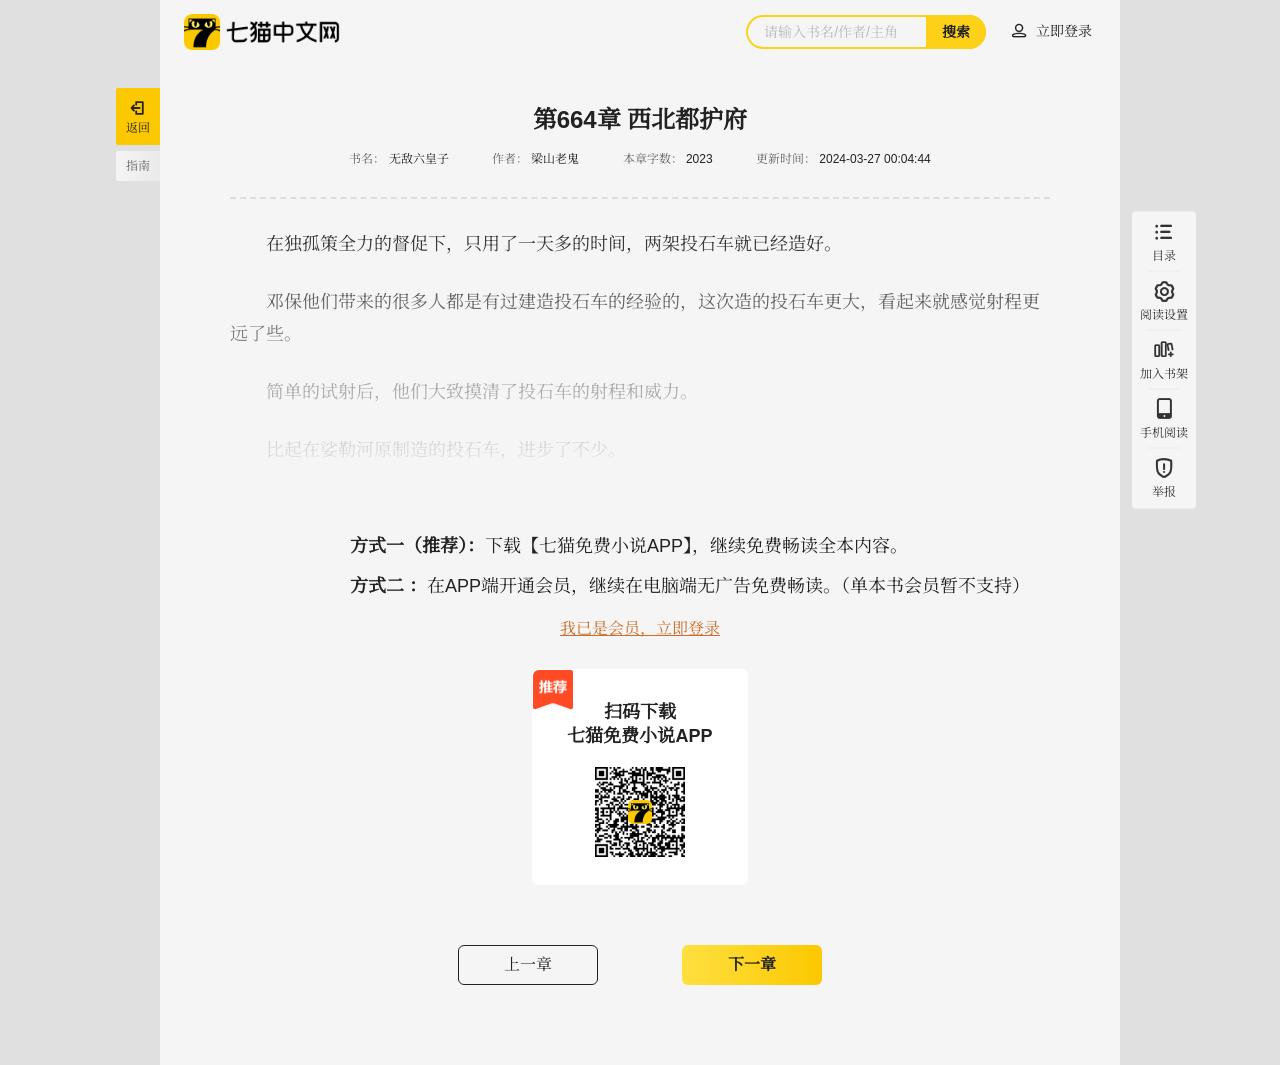 七猫中文网
请输入书名/作者/主角
搜索
立即登录
返回
指南
第664章 西北都护府
书名： 无敌六皇子 作者： 梁山老鬼 本章字数： 2023 更新时间： 2024-03-27 00:04:44
在独孤策全力的督促下，只用了一天多的时间，两架投石车就已经造好。
邓保他们带来的很多人都是有过建造投石车的经验的，这次造的投石车更大，看起来就感觉射程更
远了些。
简单的试射后，他们大致摸清了投石车的射程和威力。
比起在娑勒河原制造的投石车，进步了不少。
目录
阅读设置
加入书架
手机阅读
举报
方式一（推荐）：下载【七猫免费小说APP】，继续免费畅读全本内容。
方式二 ：在APP端开通会员，继续在电脑端无广告免费畅读。（单本书会员暂不支持）
我已是会员，立即登录
推荐
扫码下载
七猫免费小说APP
上一章
下一章